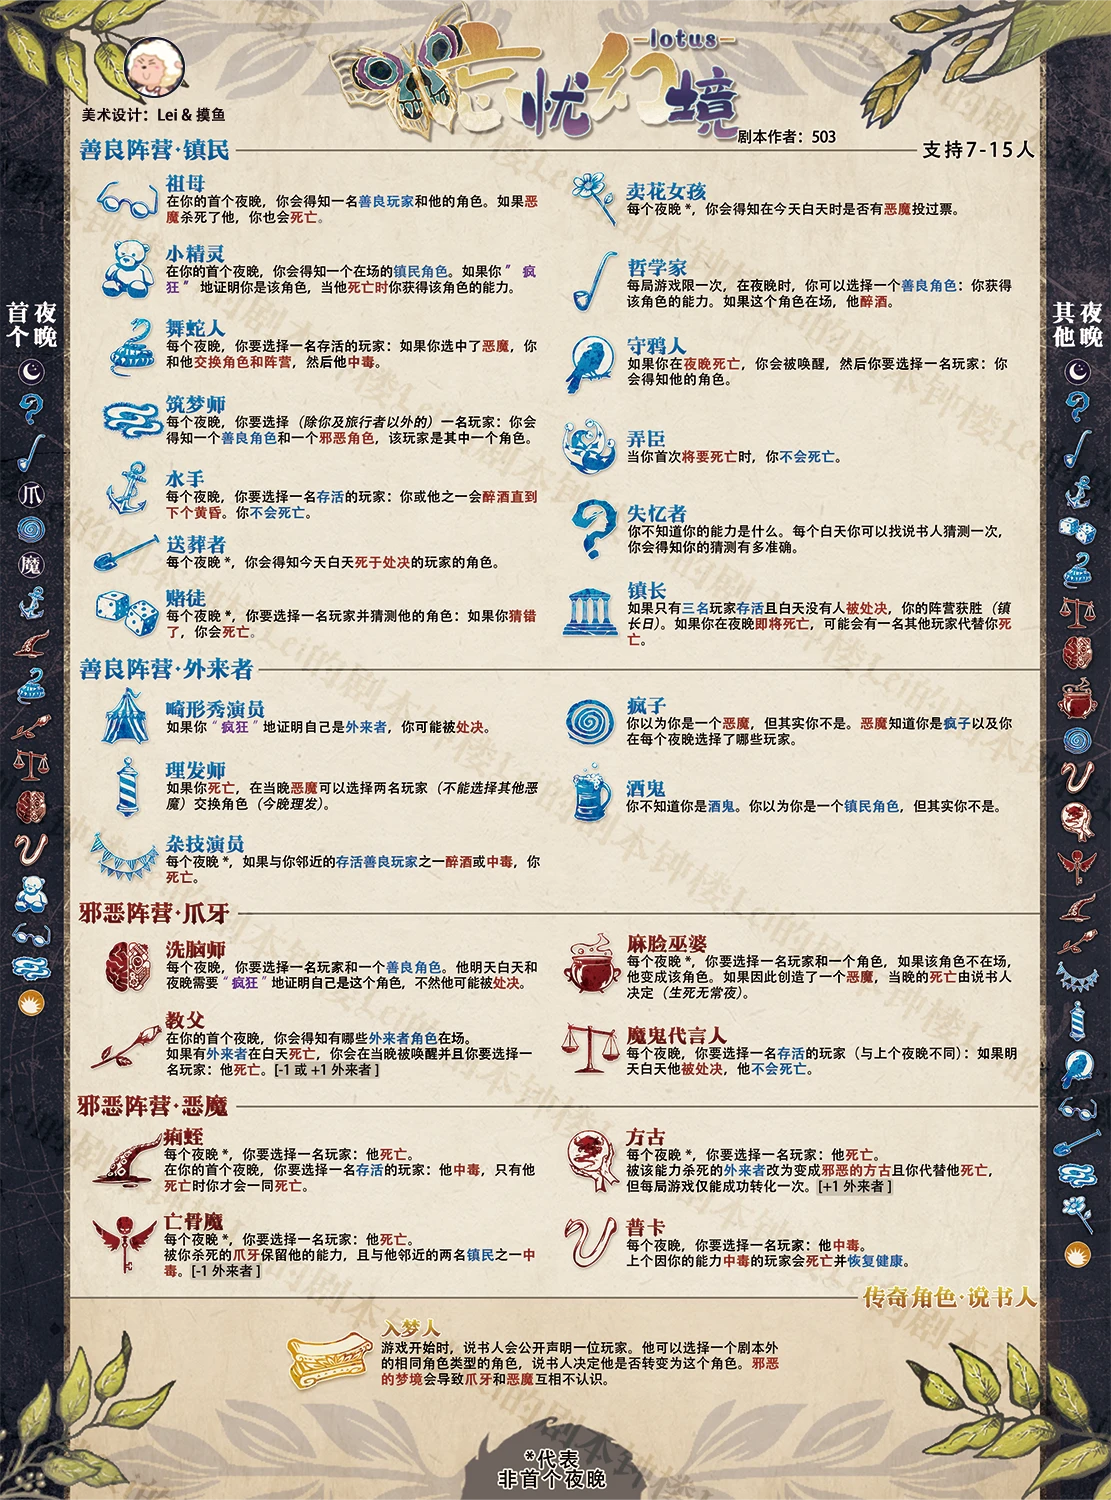 忘忧幻境
lotus
美术设计：Lei & 摸鱼
剧本作者：503
善良阵营·镇民
支持7-15人
祖母
在你的首个夜晚，你会得知一名善良玩家和他的角色。如果恶
魔杀死了他，你也会死亡。
小精灵
在你的首个夜晚，你会得知一个在场的镇民角色。如果你”疯
狂”地证明你是该角色，当他死亡时你获得该角色的能力。
舞蛇人
每个夜晚，你要选择一名存活的玩家：如果你选中了恶魔，你
和他交换角色和阵营，然后他中毒。
筑梦师
每个夜晚，你要选择（除你及旅行者以外的）一名玩家：你会
得知一个善良角色和一个邪恶角色，该玩家是其中一个角色。
水手
每个夜晚，你要选择一名存活的玩家：你或他之一会醉酒直到
下个黄昏。你不会死亡。
送葬者
每个夜晚*，你会得知今天白天死于处决的玩家的角色。
赌徒
每个夜晚*，你要选择一名玩家并猜测他的角色：如果你猜错
了，你会死亡。
卖花女孩
每个夜晚*，你会得知在今天白天时是否有恶魔投过票。
哲学家
每局游戏限一次，在夜晚时，你可以选择一个善良角色：你获得
该角色的能力。如果这个角色在场，他醉酒。
守鸦人
如果你在夜晚死亡，你会被唤醒，然后你要选择一名玩家：你
会得知他的角色。
弄臣
当你首次将要死亡时，你不会死亡。
失忆者
你不知道你的能力是什么。每个白天你可以找说书人猜测一次，
你会得知你的猜测有多准确。
镇长
如果只有三名玩家存活且白天没有人被处决，你的阵营获胜（镇
长日）。如果你在夜晚即将死亡，可能会有一名其他玩家代替你死
亡。
善良阵营·外来者
畸形秀演员
如果你“疯狂”地证明自己是外来者，你可能被处决。
理发师
如果你死亡，在当晚恶魔可以选择两名玩家（不能选择其他恶
魔）交换角色（今晚理发）。
杂技演员
每个夜晚*，如果与你邻近的存活善良玩家之一醉酒或中毒，你
死亡。
疯子
你以为你是一个恶魔，但其实你不是。恶魔知道你是疯子以及你
在每个夜晚选择了哪些玩家。
酒鬼
你不知道你是酒鬼。你以为你是一个镇民角色，但其实你不是。
邪恶阵营·爪牙
洗脑师
每个夜晚，你要选择一名玩家和一个善良角色。他明天白天和
夜晚需要“疯狂”地证明自己是这个角色，不然他可能被处决。
教父
在你的首个夜晚，你会得知有哪些外来者角色在场。
如果有外来者在白天死亡，你会在当晚被唤醒并且你要选择一
名玩家：他死亡。[-1 或 +1 外来者 ]
麻脸巫婆
每个夜晚*，你要选择一名玩家和一个角色，如果该角色不在场，
他变成该角色。如果因此创造了一个恶魔，当晚的死亡由说书人
决定（生死无常夜）。
魔鬼代言人
每个夜晚，你要选择一名存活的玩家（与上个夜晚不同）：如果明
天白天他被处决，他不会死亡。
邪恶阵营·恶魔
痢蛭
每个夜晚*，你要选择一名玩家：他死亡。
在你的首个夜晚，你要选择一名存活的玩家：他中毒，只有他
死亡时你才会一同死亡。
亡骨魔
每个夜晚*，你要选择一名玩家：他死亡。
被你杀死的爪牙保留他的能力，且与他邻近的两名镇民之一中
毒。[-1 外来者 ]
方古
每个夜晚*，你要选择一名玩家：他死亡。
被该能力杀死的外来者改为变成邪恶的方古且你代替他死亡，
但每局游戏仅能成功转化一次。[+1 外来者 ]
普卡
每个夜晚，你要选择一名玩家：他中毒。
上个因你的能力中毒的玩家会死亡并恢复健康。
传奇角色·说书人
入梦人
游戏开始时，说书人会公开声明一位玩家。他可以选择一个剧本外
的相同角色类型的角色，说书人决定他是否转变为这个角色。邪恶
的梦境会导致爪牙和恶魔互相不认识。
*代表
非首个夜晚
首个夜晚
爪
魔
其他夜晚